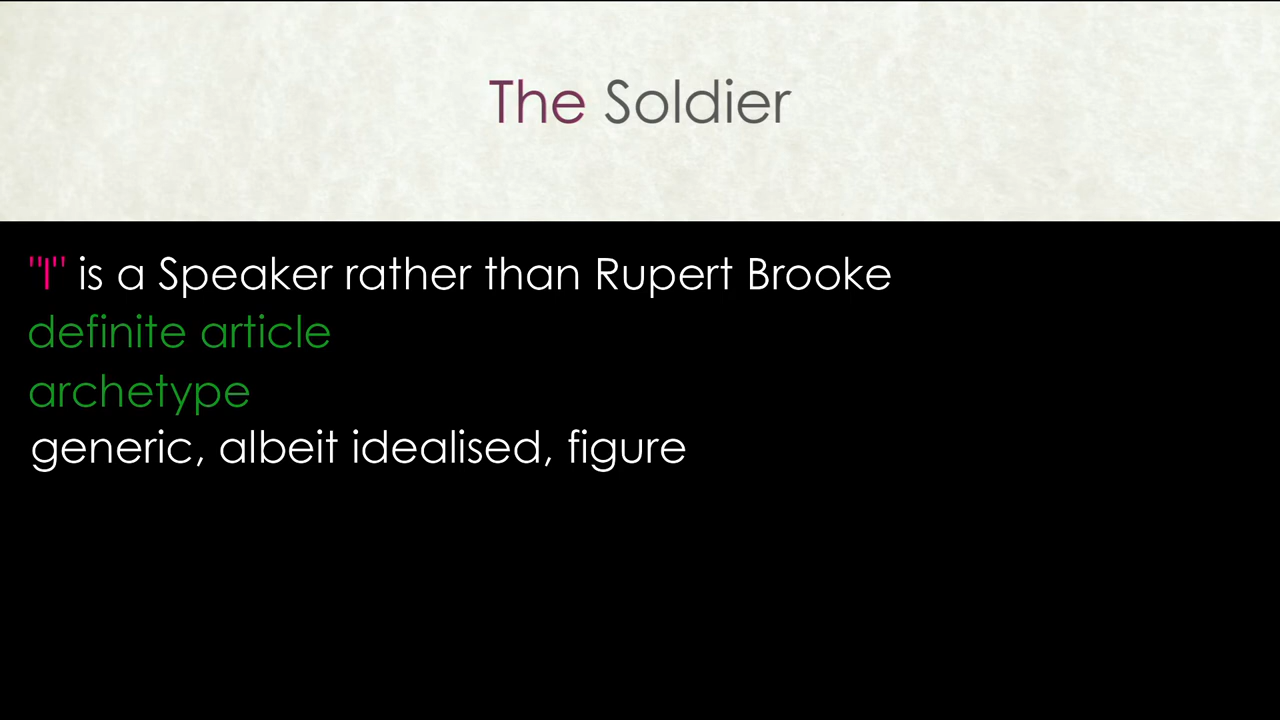 The Soldier
"I" is a Speaker rather than Rupert Brooke
definite article
archetype
generic, albeit idealised, figure